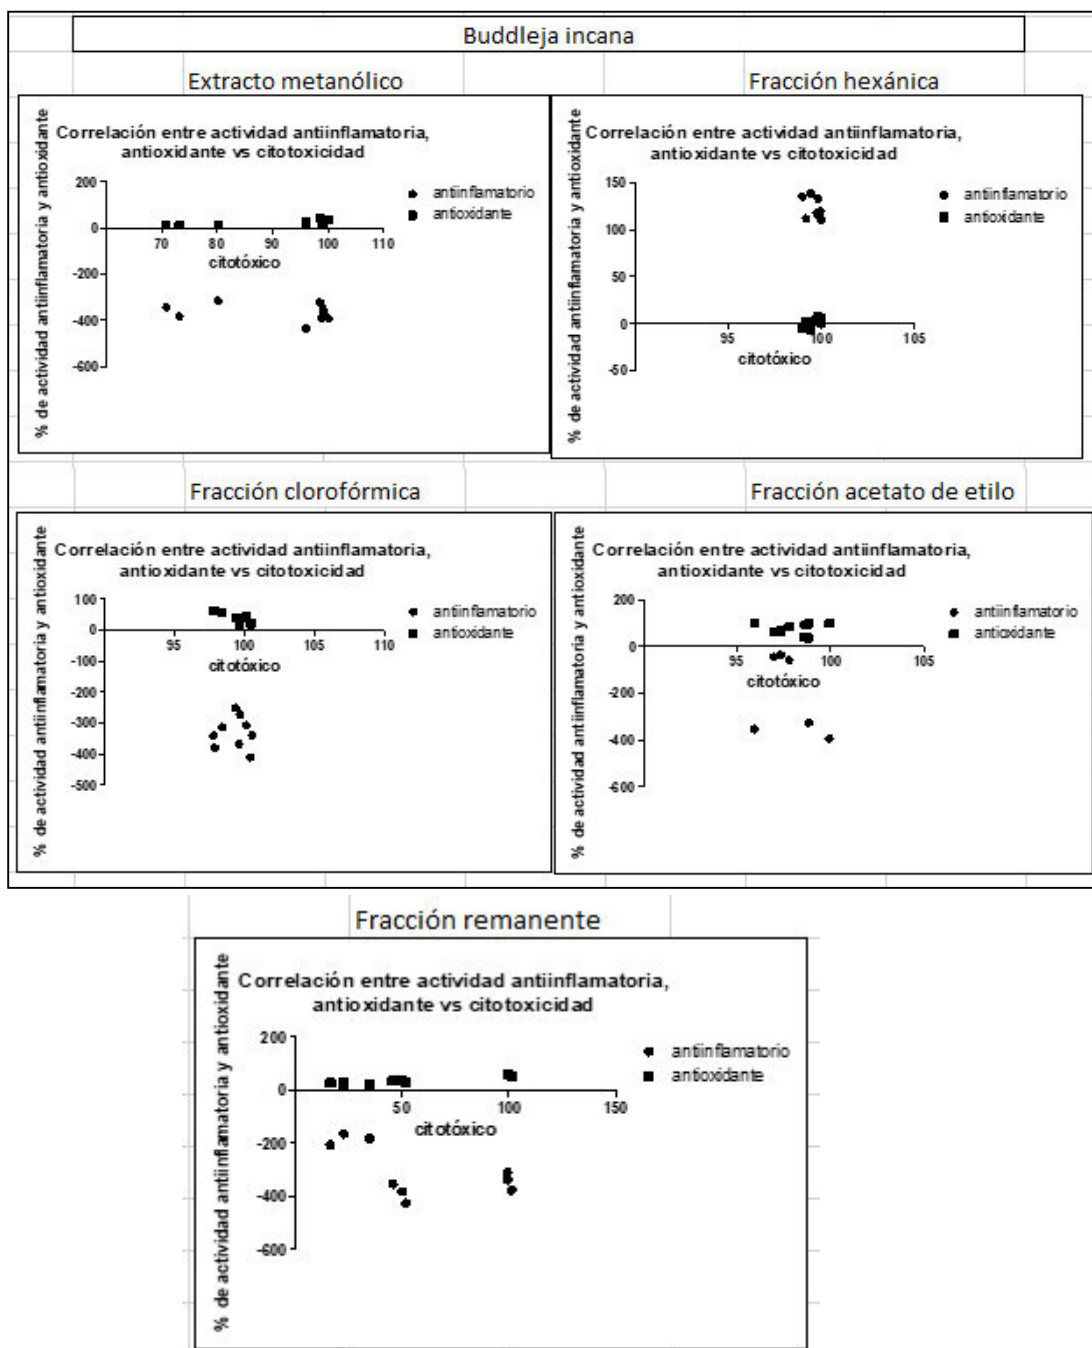 Buddleja incana
Extracto metanólico
% de actividad antiinflamatoria y antioxidante
Correlación entre actividad antiinflamatoria,
antioxidante vs citotoxicidad
200
0
-200
-400
-600
70 80 90 100 110
citotóxico
antiinflamatorio
antioxidante
Fracción hexánica
% de actividad antiinflamatoria y antioxidante
Correlación entre actividad antiinflamatoria,
antioxidante vs citotoxicidad
150
100
50
0
-50
95 100 105
citotóxico
antiinflamatorio
antioxidante
Fracción clorofórmica
% de actividad antiinflamatoria y antioxidante
Correlación entre actividad antiinflamatoria,
antioxidante vs citotoxicidad
100
0
-100
-200
-300
-400
-500
95 100 105 110
citotóxico
antiinflamatorio
antioxidante
Fracción acetato de etilo
% de actividad antiinflamatoria y antioxidante
Correlación entre actividad antiinflamatoria,
antioxidante vs citotoxicidad
200
0
-200
-400
-600
95 100 105
citotóxico
antiinflamatorio
antioxidante
Fracción remanente
% de actividad antiinflamatoria y antioxidante
Correlación entre actividad antiinflamatoria,
antioxidante vs citotoxicidad
200
0
-200
-400
-600
50 100 150
citotóxico
antiinflamatorio
antioxidante